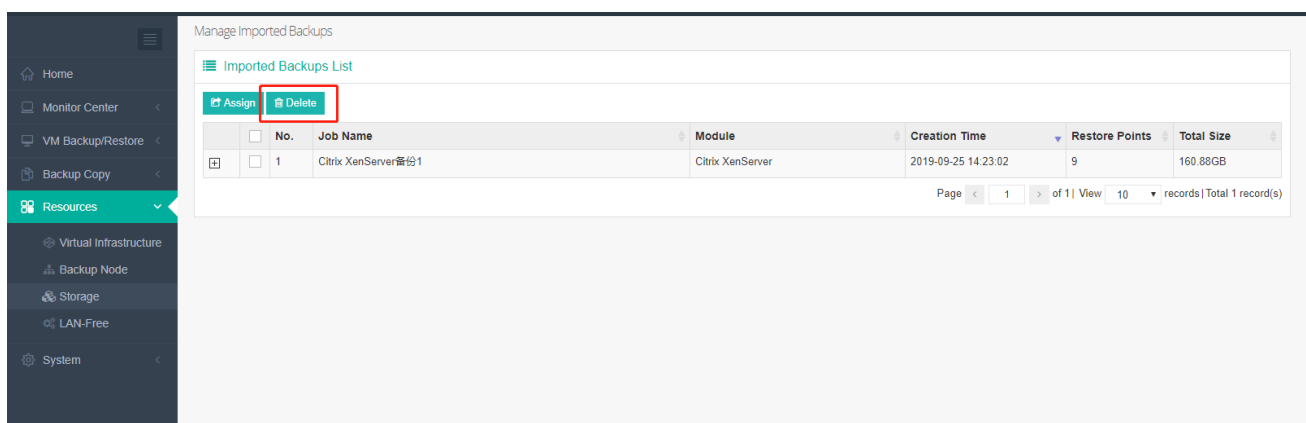 Manage Imported Backups
Home
Monitor Center
VM Backup/Restore
Backup Copy
Resources
Virtual Infrastructure
Backup Node
Storage
LAN-Free
System
Imported Backups List
Assign Delete
No. Job Name Module Creation Time Restore Points Total Size
1 Citrix XenServer备份1 Citrix XenServer 2019-09-25 14:23:02 9 160.88GB
Page < 1 > of 1| View 10 records|Total 1 record(s)